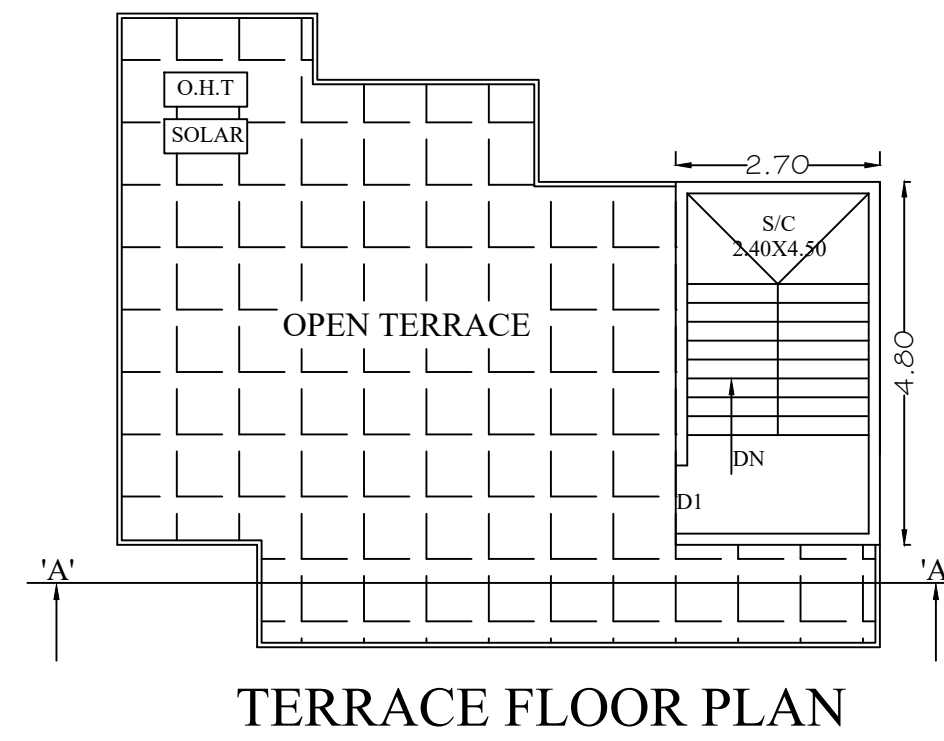 O.H.T
SOLAR
2.70
S/C
2.40X4.50
OPEN TERRACE
4.80
DN
D1
'A'
'A
TERRACE FLOOR PLAN